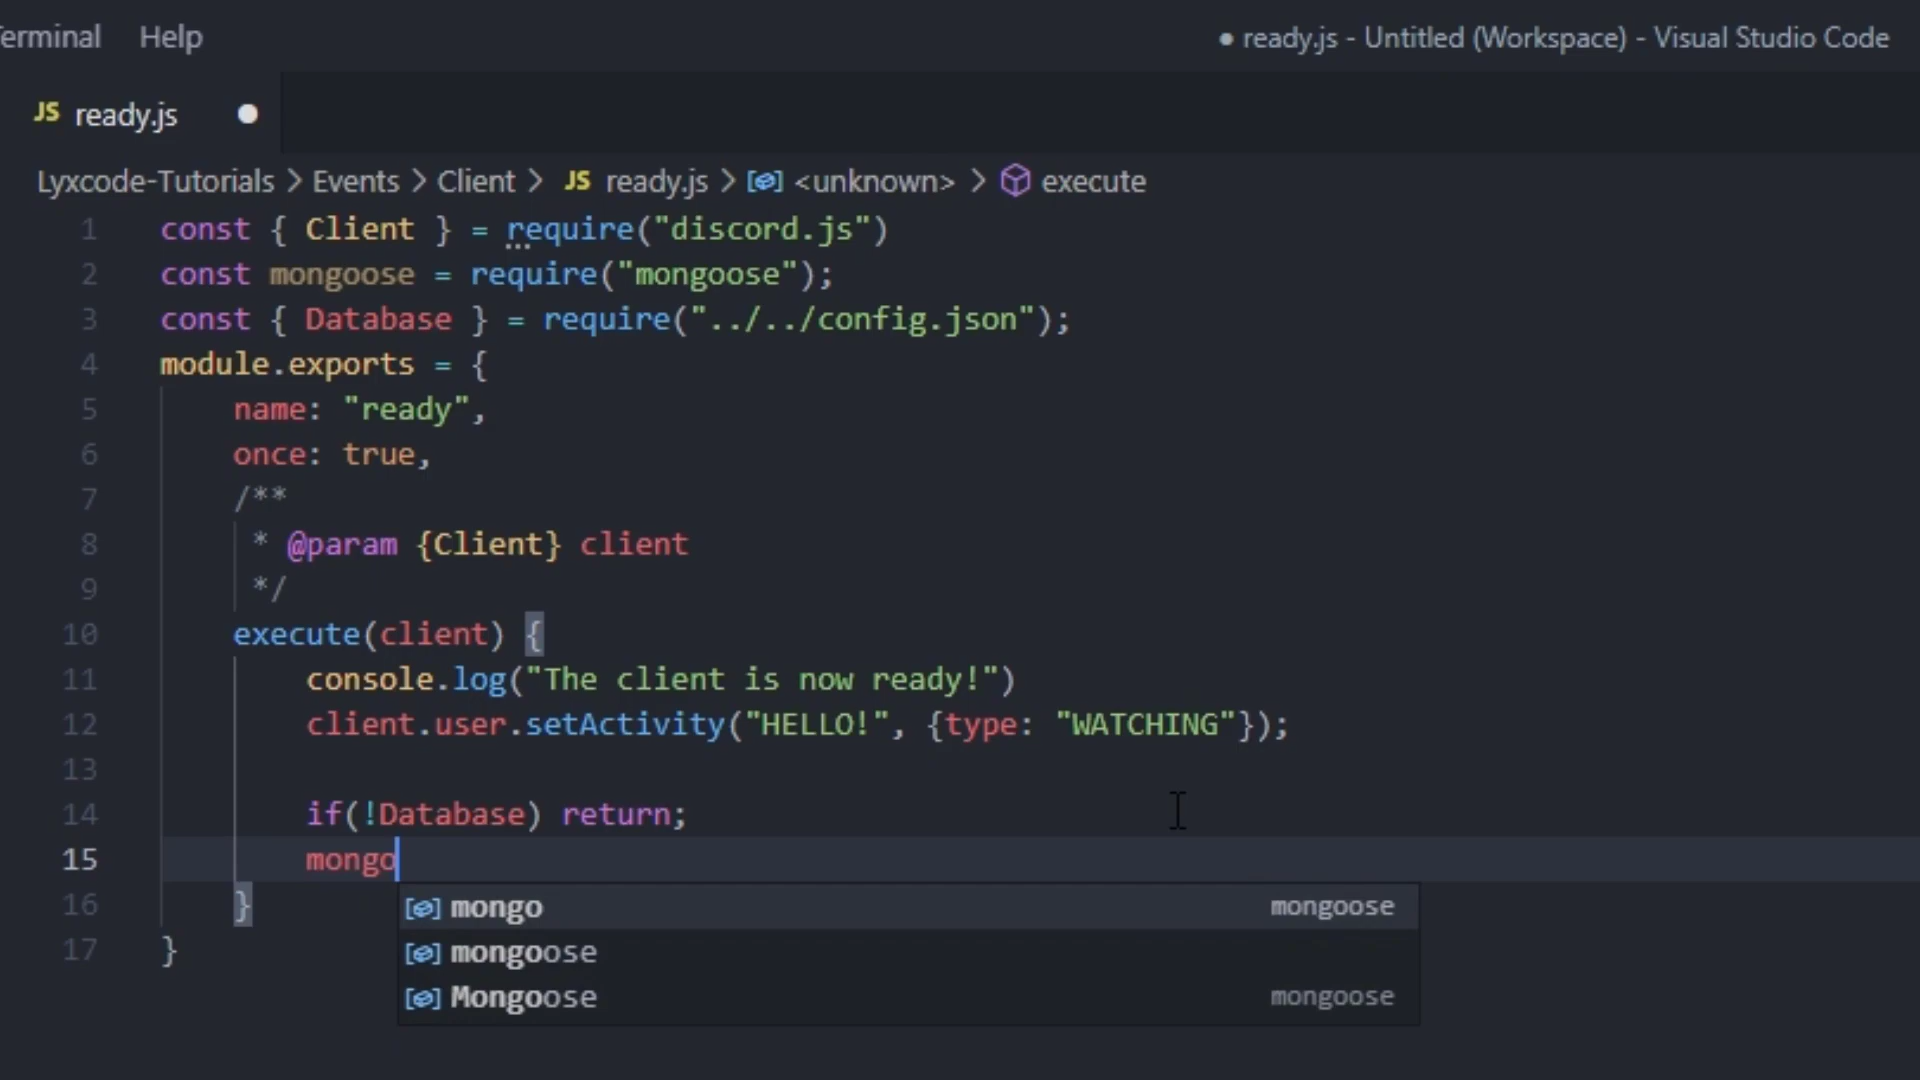 Terminal Help ● ready.js - Untitled (Workspace) - Visual Studio Code
JS ready.js ●
Lyxcode-Tutorials > Events > Client > JS ready.js > <unknown> > execute
1 const { Client } = require("discord.js")
2 const mongoose = require("mongoose");
3 const { Database } = require("../../config.json");
4 module.exports = {
5 name: "ready",
6 once: true,
7 /**
8 * @param {Client} client
9 */
10 execute(client) {
11 console.log("The client is now ready!")
12 client.user.setActivity("HELLO!", {type: "WATCHING"});
13
14 if(!Database) return;
15 mongo
16 }
17 }
mongo mongoose
mongoose
Mongoose mongoose